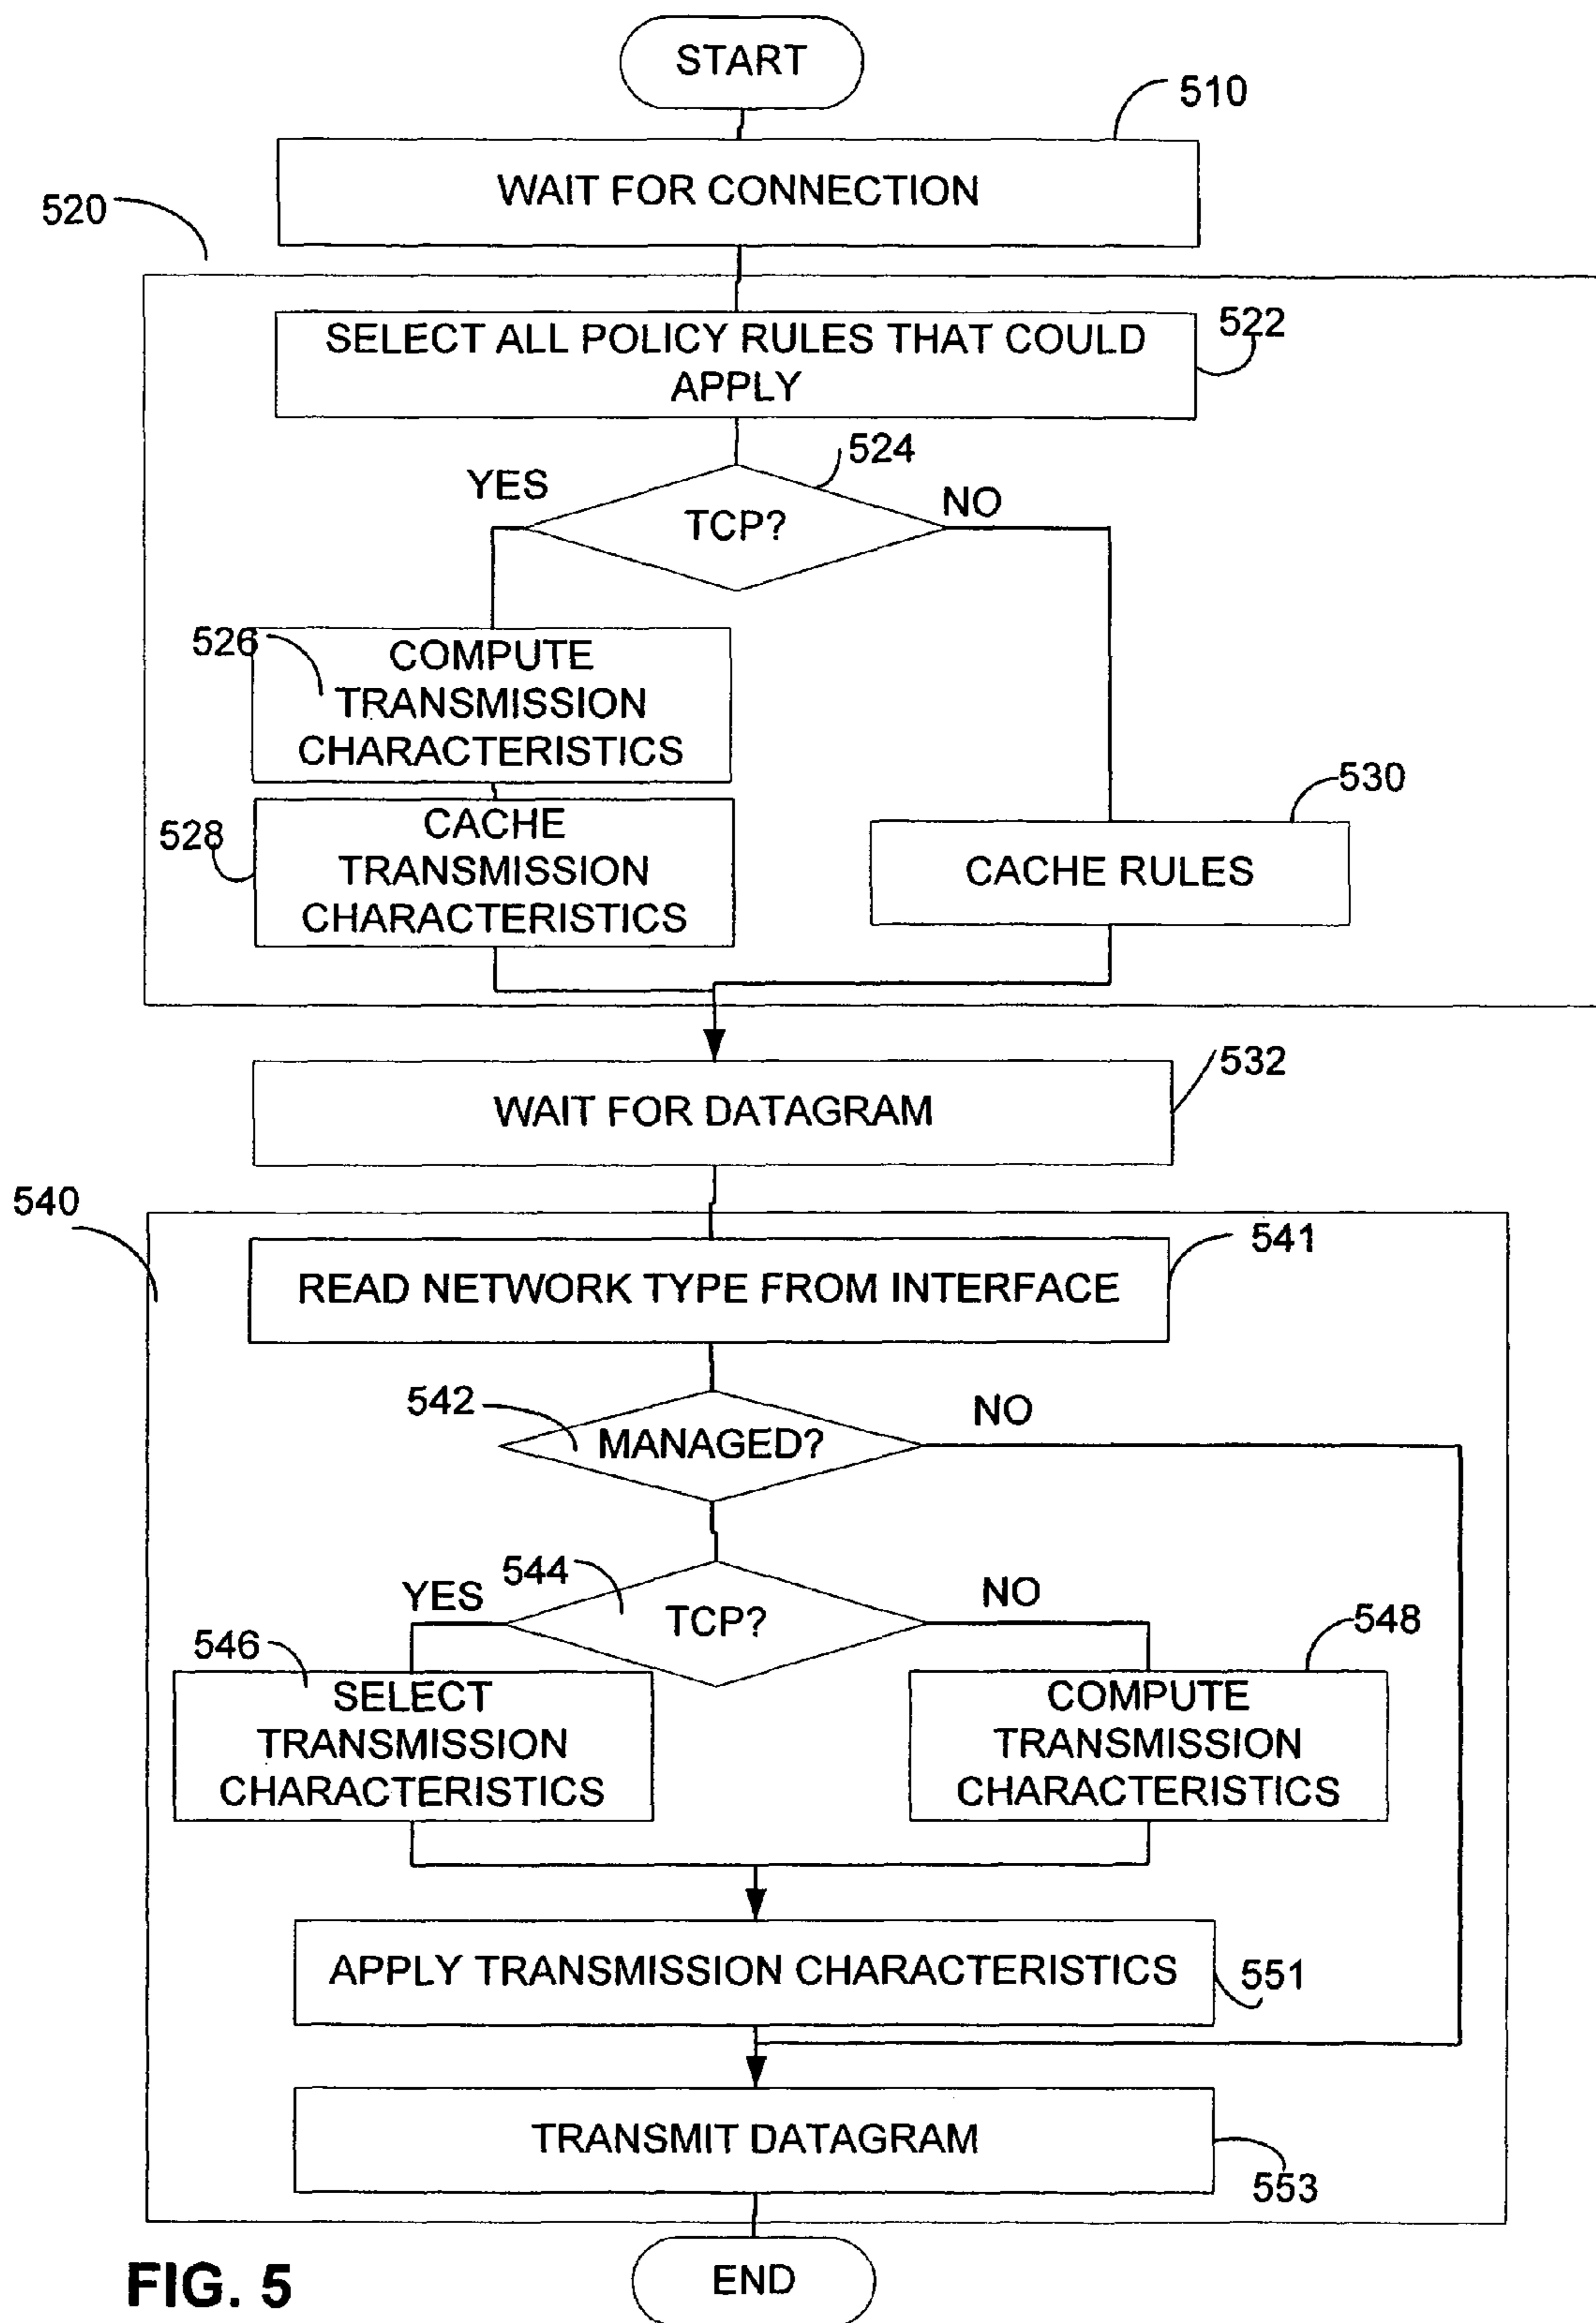 START
510
WAIT FOR CONNECTION
520
SELECT ALL POLICY RULES THAT COULD
APPLY
522
524
YES
NO
TCP?
526
COMPUTE
TRANSMISSION
CHARACTERISTICS
530
528
CACHE
TRANSMISSION
CHARACTERISTICS
CACHE RULES
532
WAIT FOR DATAGRAM
540
541
READ NETWORK TYPE FROM INTERFACE
542
NO
MANAGED?
544
YES
NO
TCP?
546
548
SELECT
TRANSMISSION
CHARACTERISTICS
COMPUTE
TRANSMISSION
CHARACTERISTICS
APPLY TRANSMISSION CHARACTERISTICS
551
TRANSMIT DATAGRAM
553
END
FIG. 5